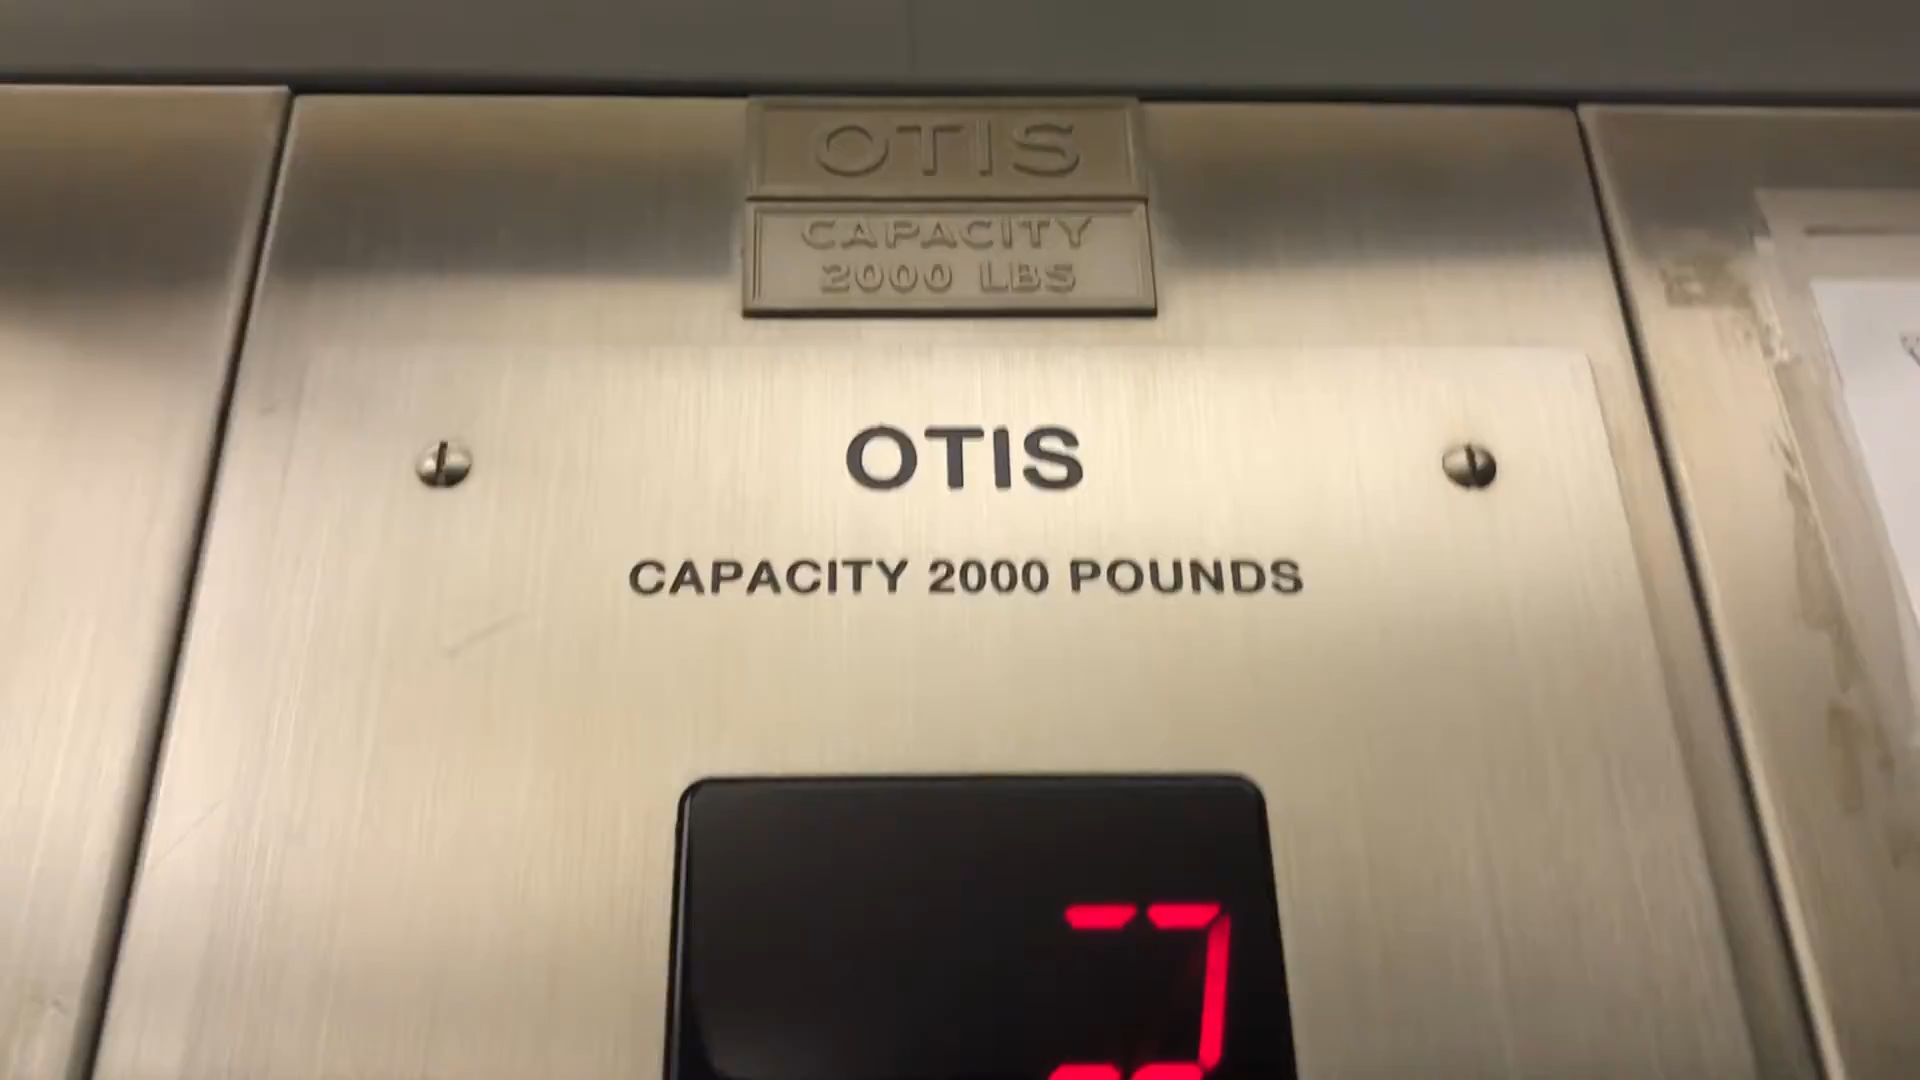 OTIS
CAPACITY
2000 LBS
OTIS
CAPACITY 2000 POUNDS